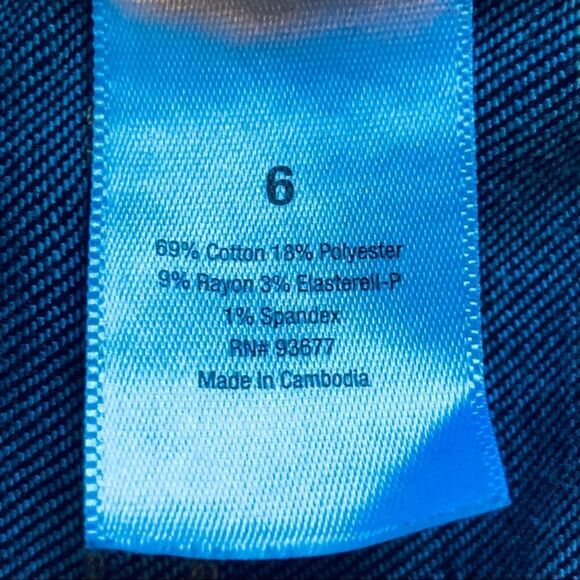 6
69% Cotton 18% Polyester
9% Rayon 3% Elasterell-P
1% Spandex
RN# 93677
Made In Cambodia